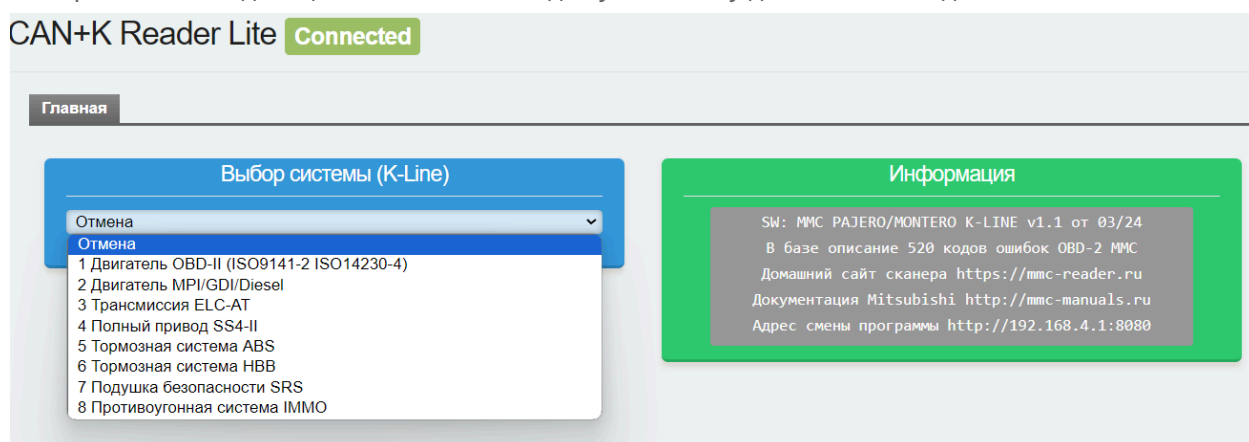 CAN+K Reader Lite Connected
Главная
Выбор системы (K-Line)
Отмена
Отмена
1 Двигатель OBD-II (ISO9141-2 ISO14230-4)
2 Двигатель MPI/GDI/Diesel
3 Трансмиссия ELC-AT
4 Полный привод SS4-II
5 Тормозная система ABS
6 Тормозная система HBB
7 Подушка безопасности SRS
8 Противоугонная система IMMO
Информация
SW: MMC PAJERO/MONTERO K-LINE v1.1 от 03/24
В базе описание 520 кодов ошибок OBD-2 MMC
Домашний сайт сканера https://mmc-reader.ru
Документация Mitsubishi http://mmc-manuals.ru
Адрес смены программы http://192.168.4.1:8080